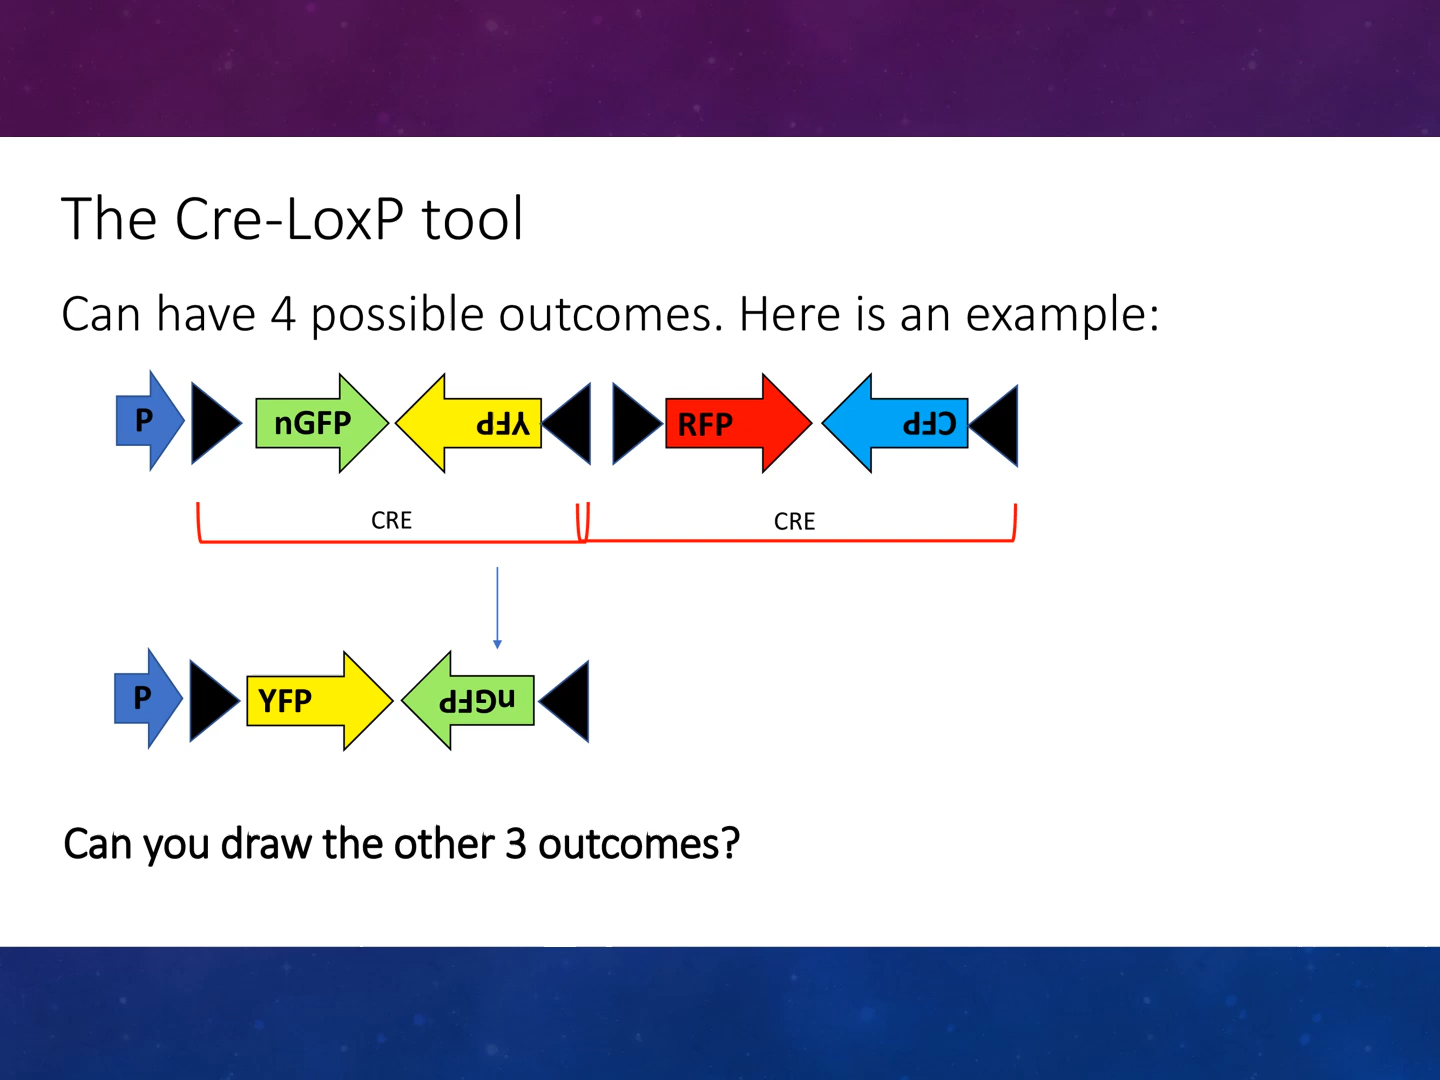 The Cre-LoxP tool
Can have 4 possible outcomes. Here is an example:
P nGFP YFP RFP CFP
CRE CRE
P YFP nGFP
Can you draw the other 3 outcomes?